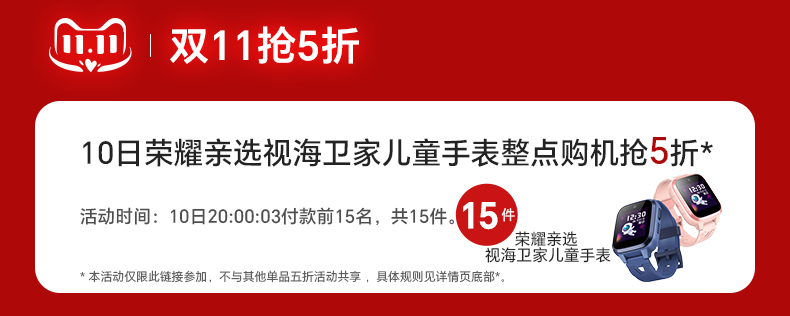 11.11
双11抢5折
10日荣耀亲选视海卫家儿童手表整点购机抢5折*
活动时间：10日20:00:03付款前15名，共15件。
15件
荣耀亲选
视海卫家儿童手表
12:30
12:30
* 本活动仅限此链接参加，不与其他单品五折活动共享 ，具体规则见详情页底部*。